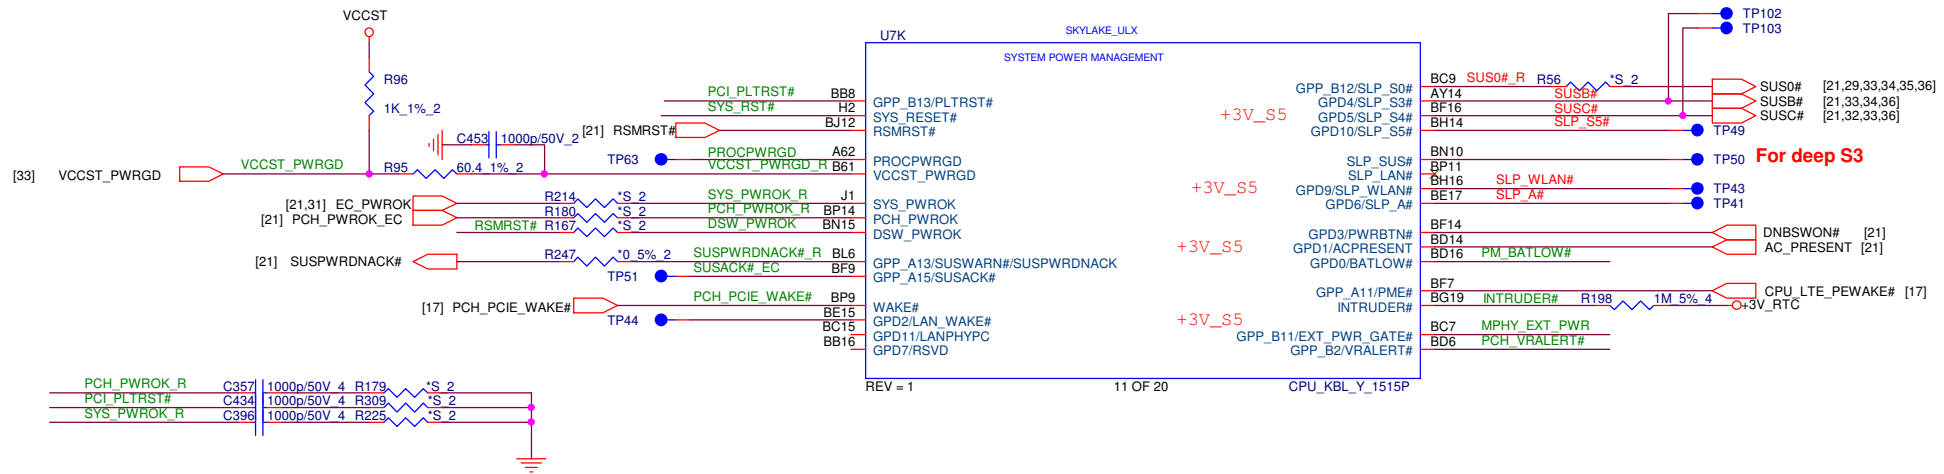 VCCST
R96
1K_1%_2
C453 1000p/50V_2
[33] VCCST_PWRGD
VCCST_PWRGD
R95 60.4_1%_2
PCI_PLTRST# BB8
SYS_RST# H2
[21] RSMRST# BJ12
TP63 PROCPWRGD A62
VCCST_PWRGD_R B61
[21,31] EC_PWROK R214 *S_2 SYS_PWROK_R J1
[21] PCH_PWROK_EC R180 *S_2 PCH_PWROK_R BP14
RSMRST# R167 *S_2 DSW_PWROK BN15
[21] SUSPWRDNACK# R247 *0_5%_2 SUSPWRDNACK#_R BL6
TP51 SUSACK#_EC BF9
[17] PCH_PCIE_WAKE# PCH_PCIE_WAKE# BP9
TP44 BE15
BC15
BB16
U7K
SKYLAKE_ULX
SYSTEM POWER MANAGEMENT
GPP_B13/PLTRST#
SYS_RESET#
RSMRST#
PROCPWRGD
VCCST_PWRGD
SYS_PWROK
PCH_PWROK
DSW_PWROK
GPP_A13/SUSWARN#/SUSPWRDNACK
GPP_A15/SUSACK#
WAKE#
GPD2/LAN_WAKE#
GPD11/LANPHYPC
GPD7/RSVD
+3V_S5
+3V_S5
+3V_S5
+3V_S5
GPP_B12/SLP_S0#
GPD4/SLP_S3#
GPD5/SLP_S4#
GPD10/SLP_S5#
SLP_SUS#
SLP_LAN#
GPD9/SLP_WLAN#
GPD6/SLP_A#
GPD3/PWRBTN#
GPD1/ACPRESENT
GPD0/BATLOW#
GPP_A11/PME#
INTRUDER#
GPP_B11/EXT_PWR_GATE#
GPP_B2/VRALERT#
REV = 1
11 OF 20
CPU_KBL_Y_1515P
TP102
TP103
BC9 SUS0#_R R56 *S_2 SUS0# [21,29,33,34,35,36]
AY14 SUSB# SUSB# [21,33,34,36]
BF16 SUSC# SUSC# [21,32,33,36]
BH14 SLP_S5# TP49
BN10 TP50 For deep S3
BP11
BH16 SLP_WLAN# TP43
BE17 SLP_A# TP41
BF14 DNBSWON# [21]
BD14 AC_PRESENT [21]
BD16 PM_BATLOW#
BF7 CPU_LTE_PEWAKE# [17]
BG19 INTRUDER# R198 1M_5%_4 +3V_RTC
BC7 MPHY_EXT_PWR
BD6 PCH_VRALERT#
PCH_PWROK_R C357 1000p/50V_4 R179 *S_2
PCI_PLTRST# C434 1000p/50V_4 R309 *S_2
SYS_PWROK_R C396 1000p/50V_4 R225 *S_2